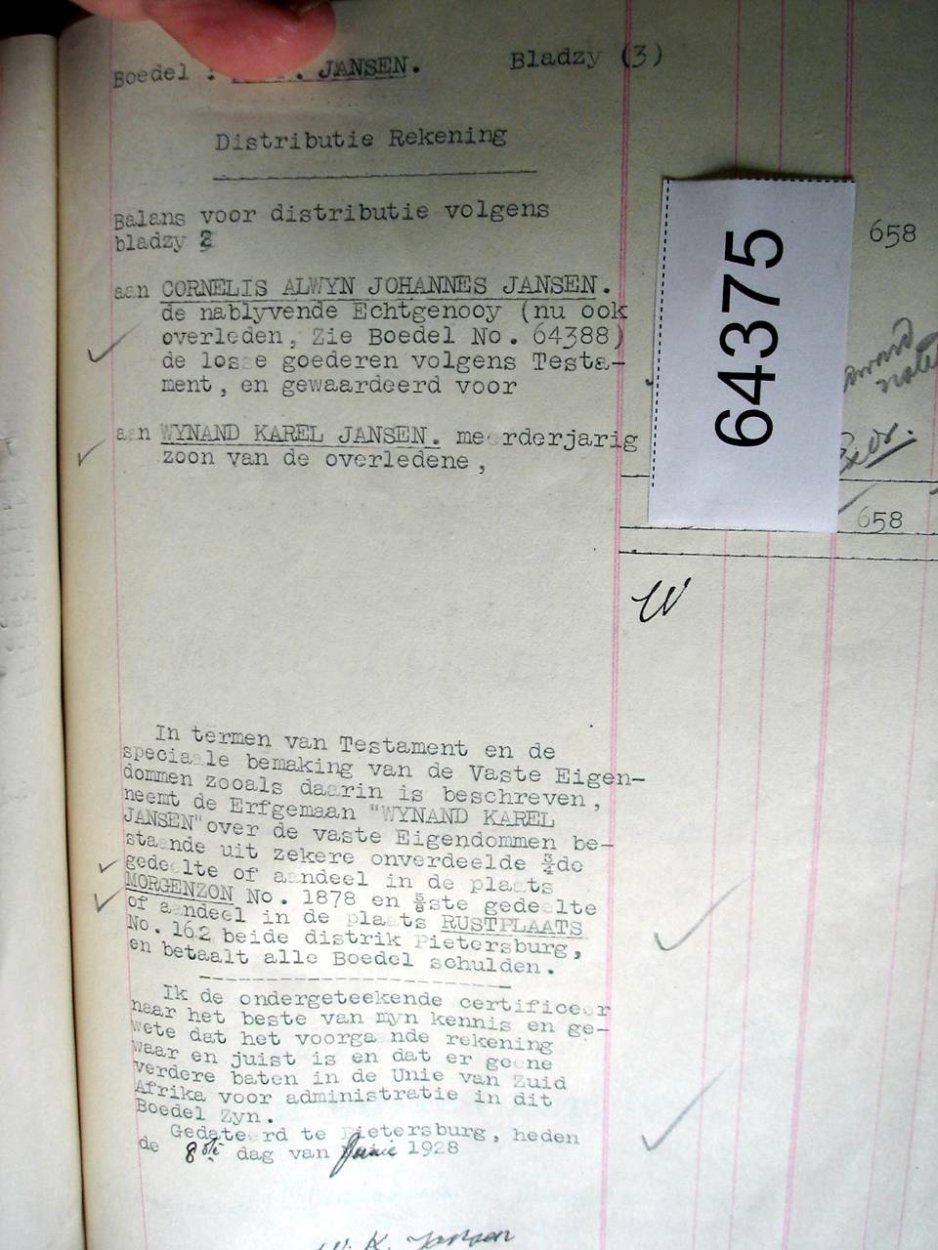 Boedel : JANSEN. Bladzy (3)
Distributie Rekening
Balans voor distributie volgens
bladzy 2
658
aan CORNELIS ALWYN JOHANNES JANSEN.
de nablyvende Echtgenooy (nu ook
overleden, Zie Boedel No. 64388)
de losse goederen volgens Testa-
ment, en gewaardeerd voor
aan WYNAND KAREL JANSEN. meerderjarig
zoon van de overledene,
64375
658
In termen van Testament en de
speciaale bemaking van de Vaste Eigen-
dommen zooals daarin is beschreven,
neemt de Erfgemaan "WYNAND KAREL
JANSEN" over de vaste Eigendommen be-
staande uit zekere onverdeelde de
gedeelte of aandeel in de plaats
MORGENZON No. 1878 en ste gedeelte
of aandeel in de plaats RUSTPLAATS
No. 162 beide distrik Pietersburg,
en betaalt alle Boedel schulden.
Ik de ondergeteekende certificeer
naar het beste van myn kennis en ge-
wete dat het voorgaande rekening
waar en juist is en dat er geene
verdere baten in de Unie van Zuid
Afrika voor administratie in dit
Boedel Zyn.
Gedateerd te Pietersburg, heden
de 8ste dag van Junie 1928
W. K. Jansen